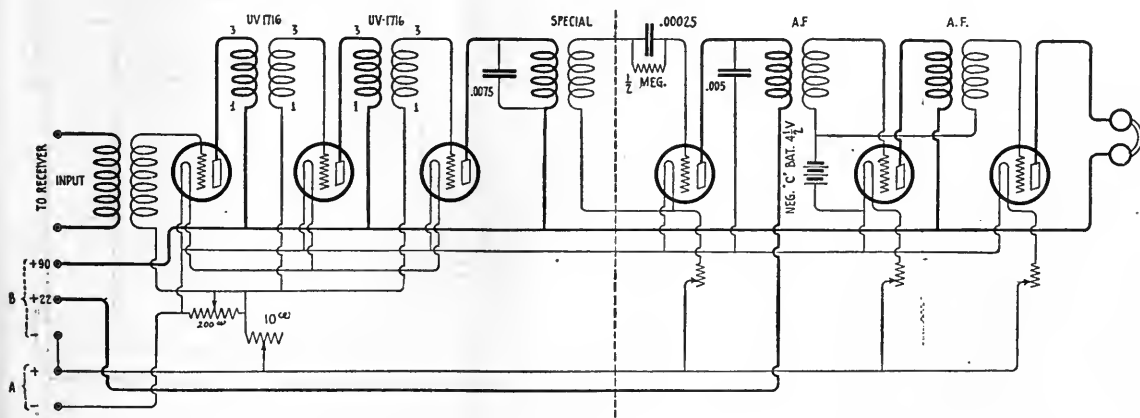 UV 1716
UV-1716
SPECIAL
.00025
A.F
A.F.
3
3
3
3
.0075
1/2 MEG.
.005
1
1
1
1
NEG. "C" BAT. 4 1/2 V
TO RECEIVER
INPUT
B
+90
+22
-
A
+
-
200 ω
10 ω